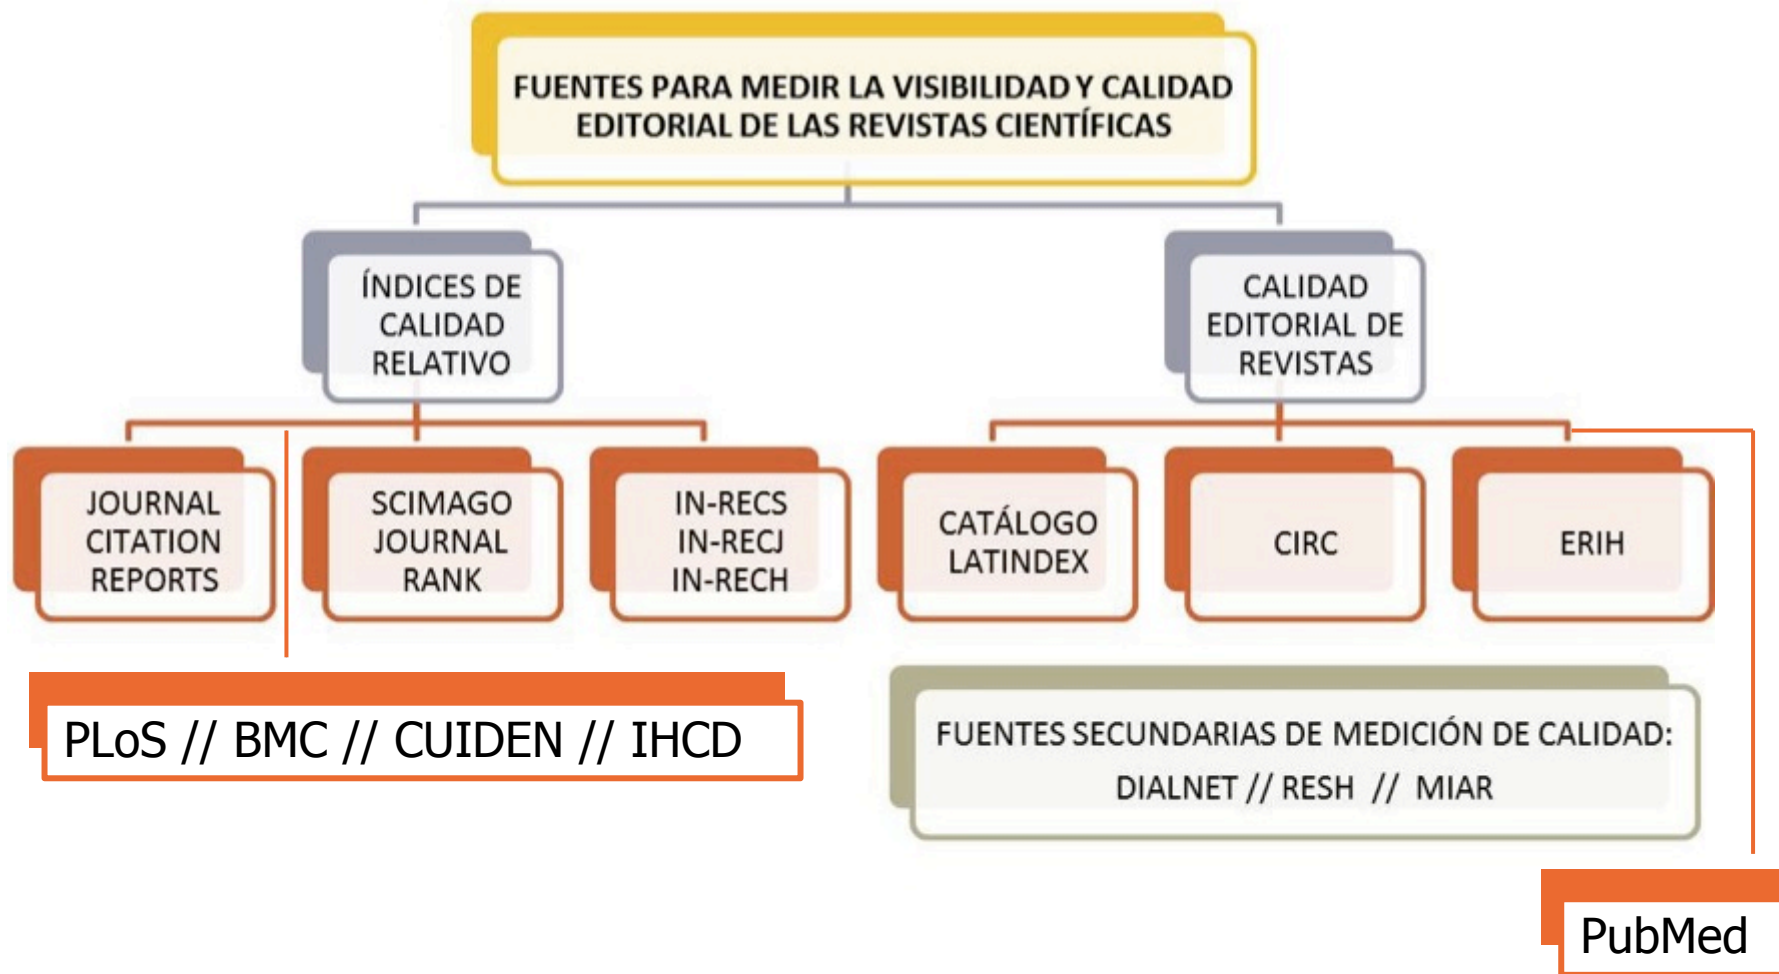 FUENTES PARA MEDIR LA VISIBILIDAD Y CALIDAD
EDITORIAL DE LAS REVISTAS CIENTÍFICAS
ÍNDICES DE
CALIDAD
RELATIVO
CALIDAD
EDITORIAL DE
REVISTAS
JOURNAL
CITATION
REPORTS
SCIMAGO
JOURNAL
RANK
IN-RECS
IN-RECJ
IN-RECH
CATÁLOGO
LATINDEX
CIRC
ERIH
PLoS // BMC // CUIDEN // IHCD
FUENTES SECUNDARIAS DE MEDICIÓN DE CALIDAD:
DIALNET // RESH // MIAR
PubMed